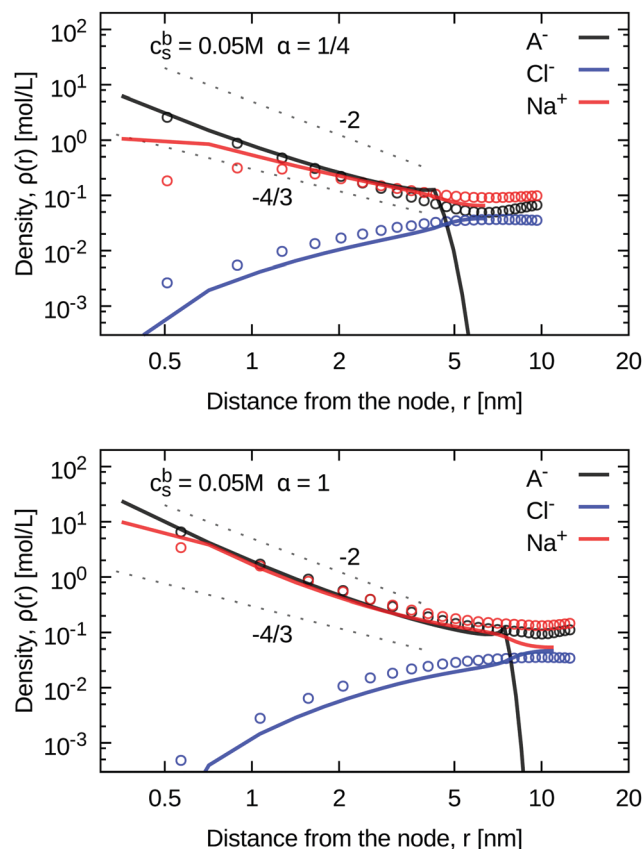 c_s^b = 0.05M α = 1/4
A⁻
Cl⁻
Na⁺
-2
-4/3
Density, ρ(r) [mol/L]
10²
10¹
10⁰
10⁻¹
10⁻²
10⁻³
0.5 1 2 5 10 20
Distance from the node, r [nm]
c_s^b = 0.05M α = 1
A⁻
Cl⁻
Na⁺
-2
-4/3
Density, ρ(r) [mol/L]
10²
10¹
10⁰
10⁻¹
10⁻²
10⁻³
0.5 1 2 5 10 20
Distance from the node, r [nm]